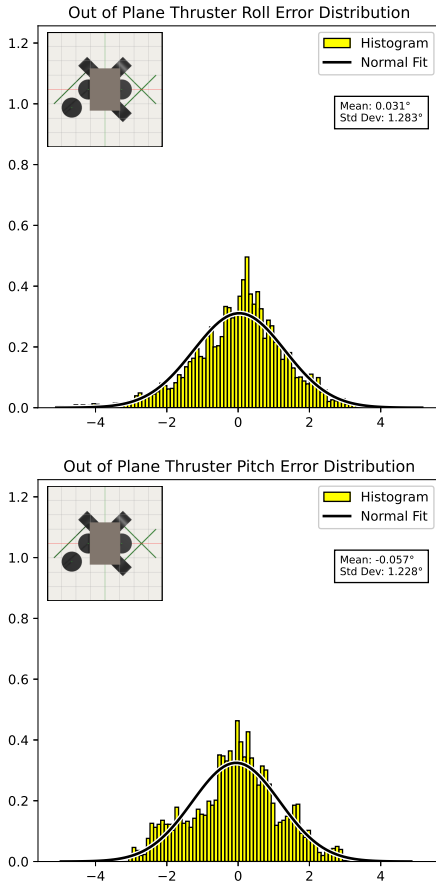 Out of Plane Thruster Roll Error Distribution
1.2
1.0
0.8
0.6
0.4
0.2
0.0
Histogram
Normal Fit
Mean: 0.031°
Std Dev: 1.283°
−4 −2 0 2 4
Out of Plane Thruster Pitch Error Distribution
1.2
1.0
0.8
0.6
0.4
0.2
0.0
Histogram
Normal Fit
Mean: -0.057°
Std Dev: 1.228°
−4 −2 0 2 4